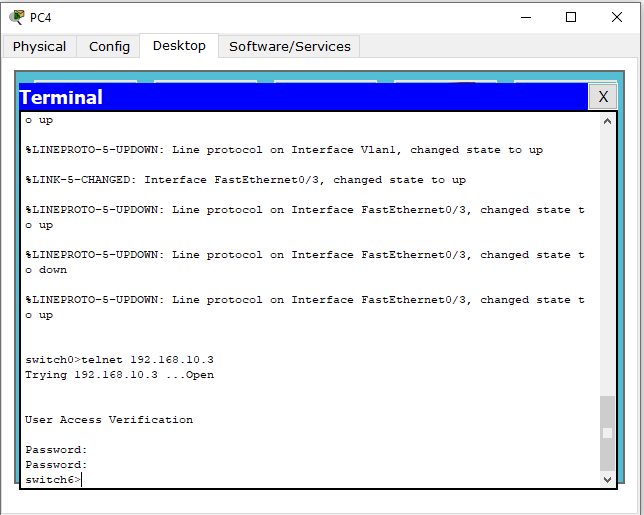 PC4
Physical Config Desktop Software/Services
Terminal X
o up
%LINEPROTO-5-UPDOWN: Line protocol on Interface Vlan1, changed state to up
%LINK-5-CHANGED: Interface FastEthernet0/3, changed state to up
%LINEPROTO-5-UPDOWN: Line protocol on Interface FastEthernet0/3, changed state t
o up
%LINEPROTO-5-UPDOWN: Line protocol on Interface FastEthernet0/3, changed state t
o down
%LINEPROTO-5-UPDOWN: Line protocol on Interface FastEthernet0/3, changed state t
o up
switch0>telnet 192.168.10.3
Trying 192.168.10.3 ...Open
User Access Verification
Password:
Password:
switch6>